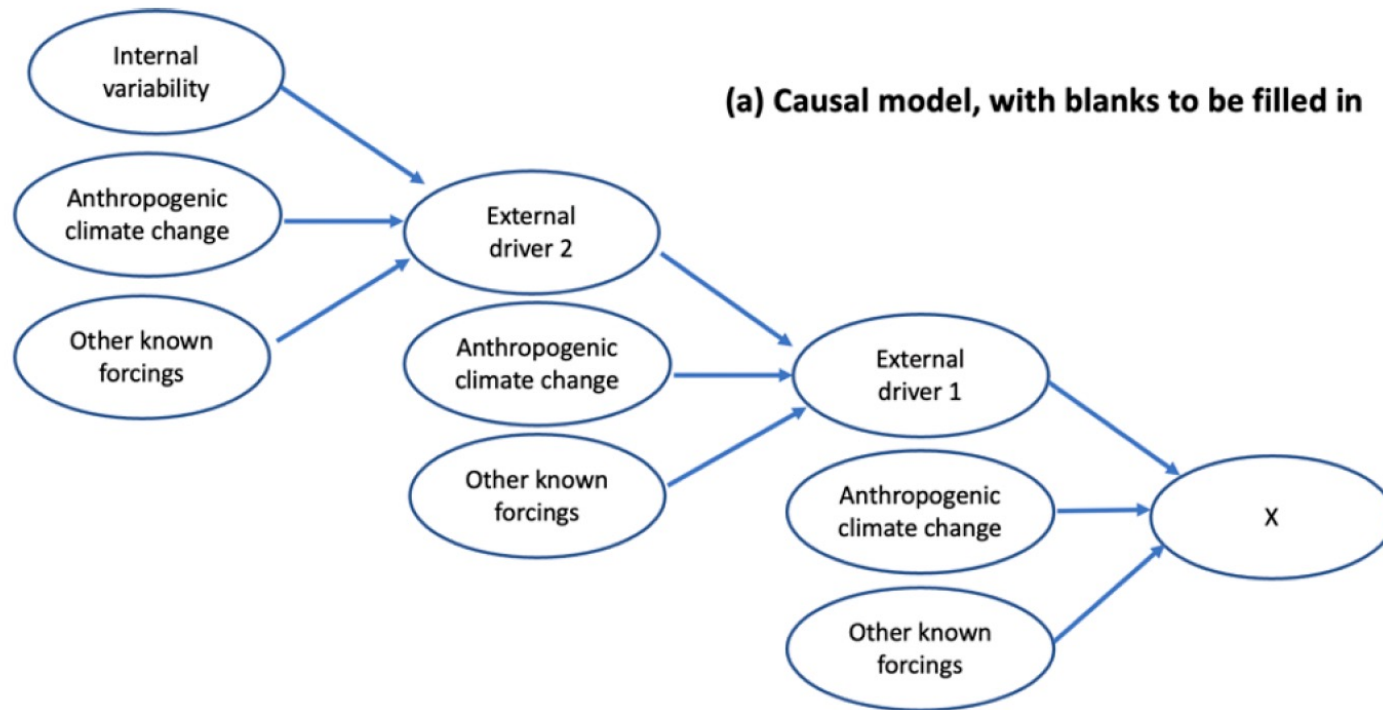 Internal
variability
(a) Causal model, with blanks to be filled in
Anthropogenic
climate change
External
driver 2
Other known
forcings
Anthropogenic
climate change
External
driver 1
Other known
forcings
Anthropogenic
climate change
X
Other known
forcings